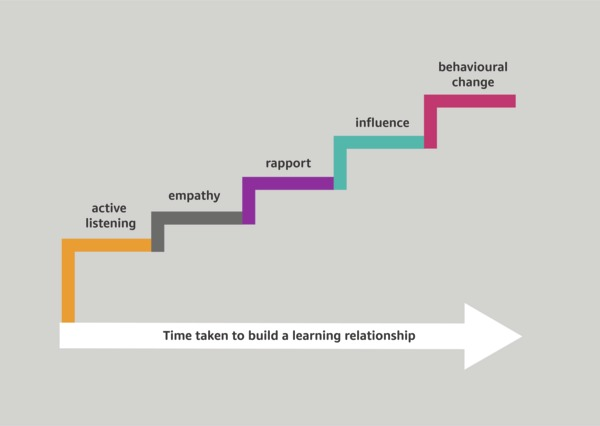 behavioural
change
influence
rapport
empathy
active
listening
Time taken to build a learning relationship